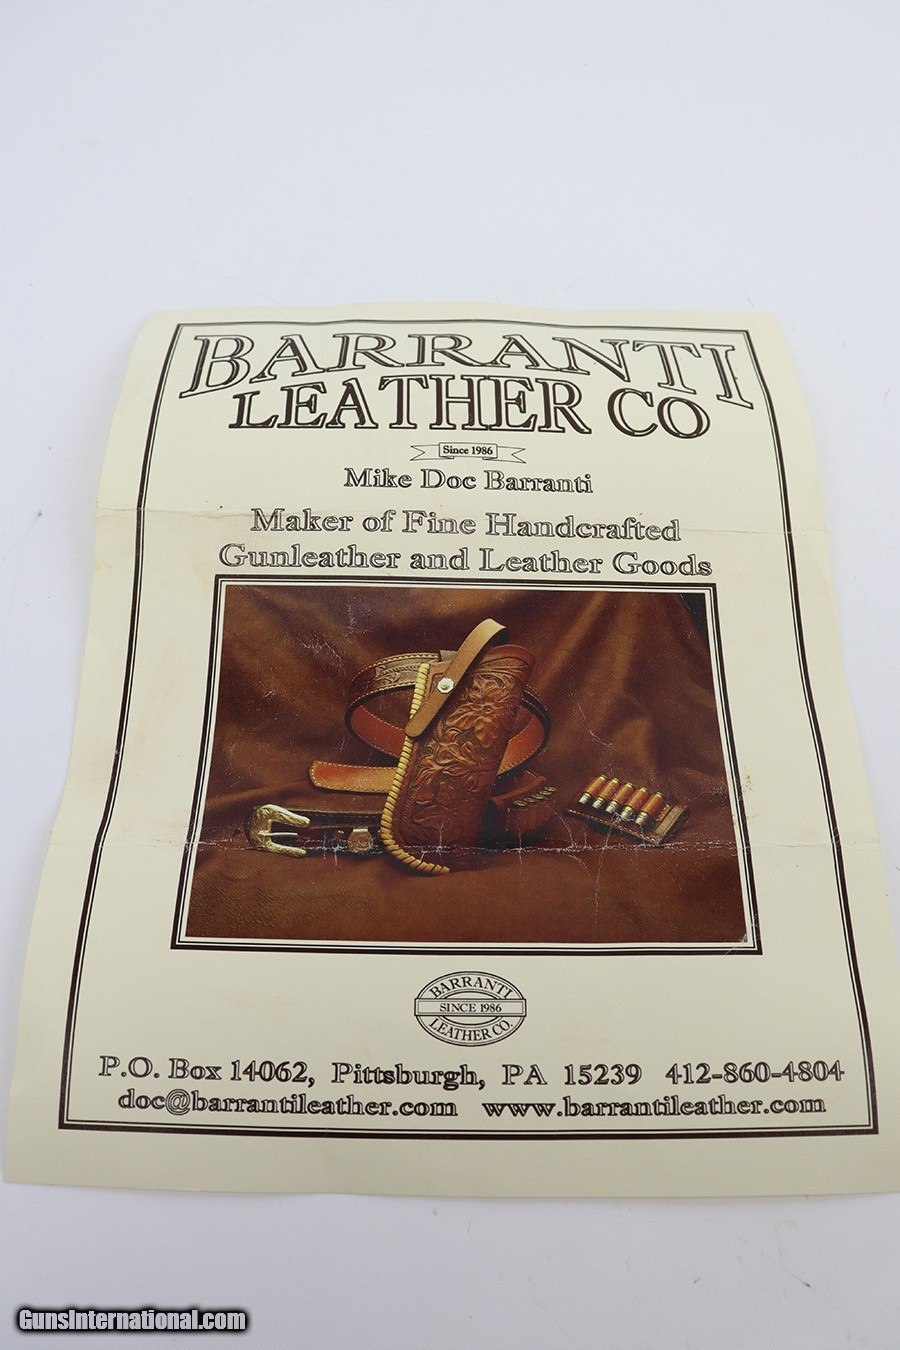 BARRANTI
LEATHER CO
Since 1986
Mike Doc Barranti
Maker of Fine Handcrafted
Gunleather and Leather Goods
BARRANTI
SINCE 1986
LEATHER CO.
P.O. Box 14062, Pittsburgh, PA 15239 412-860-4804
doc@barrantileather.com www.barrantileather.com
GunsInternational.com